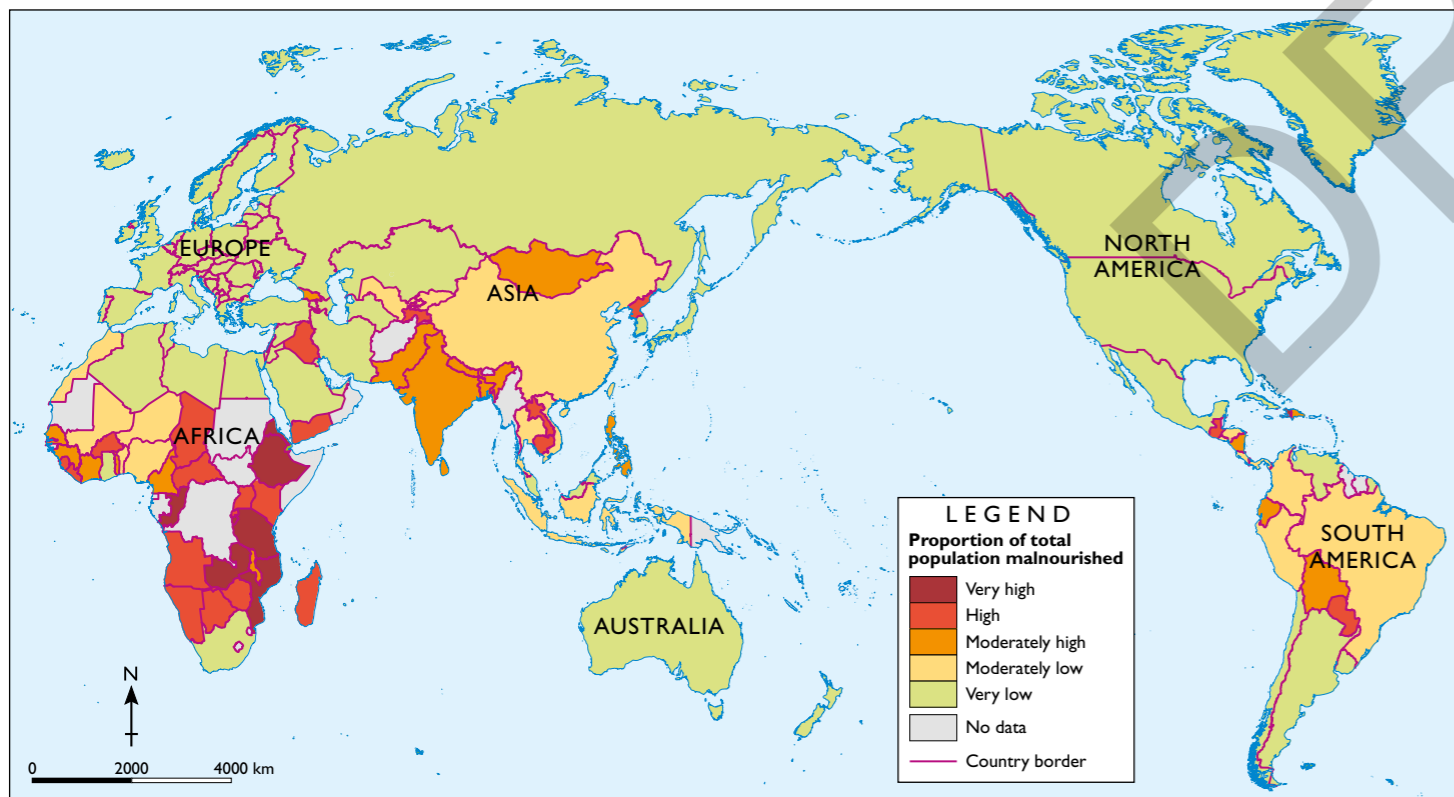 EUROPE
ASIA
AFRICA
AUSTRALIA
NORTH
AMERICA
SOUTH
AMERICA
N
0 2000 4000 km
LEGEND
Proportion of total
population malnourished
Very high
High
Moderately high
Moderately low
Very low
No data
Country border